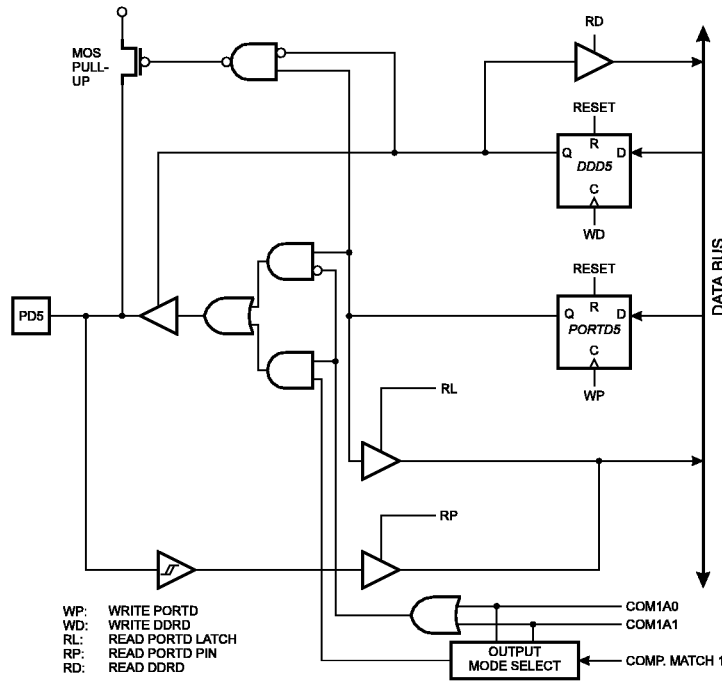 RD
MOS
PULL-
UP
RESET
R
Q
DDD5
D
C
WD
DATA BUS
RESET
PD5
R
Q
PORTD5
D
C
WP
RL
RP
WP: WRITE PORTD
WD: WRITE DDRD
RL: READ PORTD LATCH
RP: READ PORTD PIN
RD: READ DDRD
COM1A0
COM1A1
OUTPUT
MODE SELECT
COMP. MATCH 1